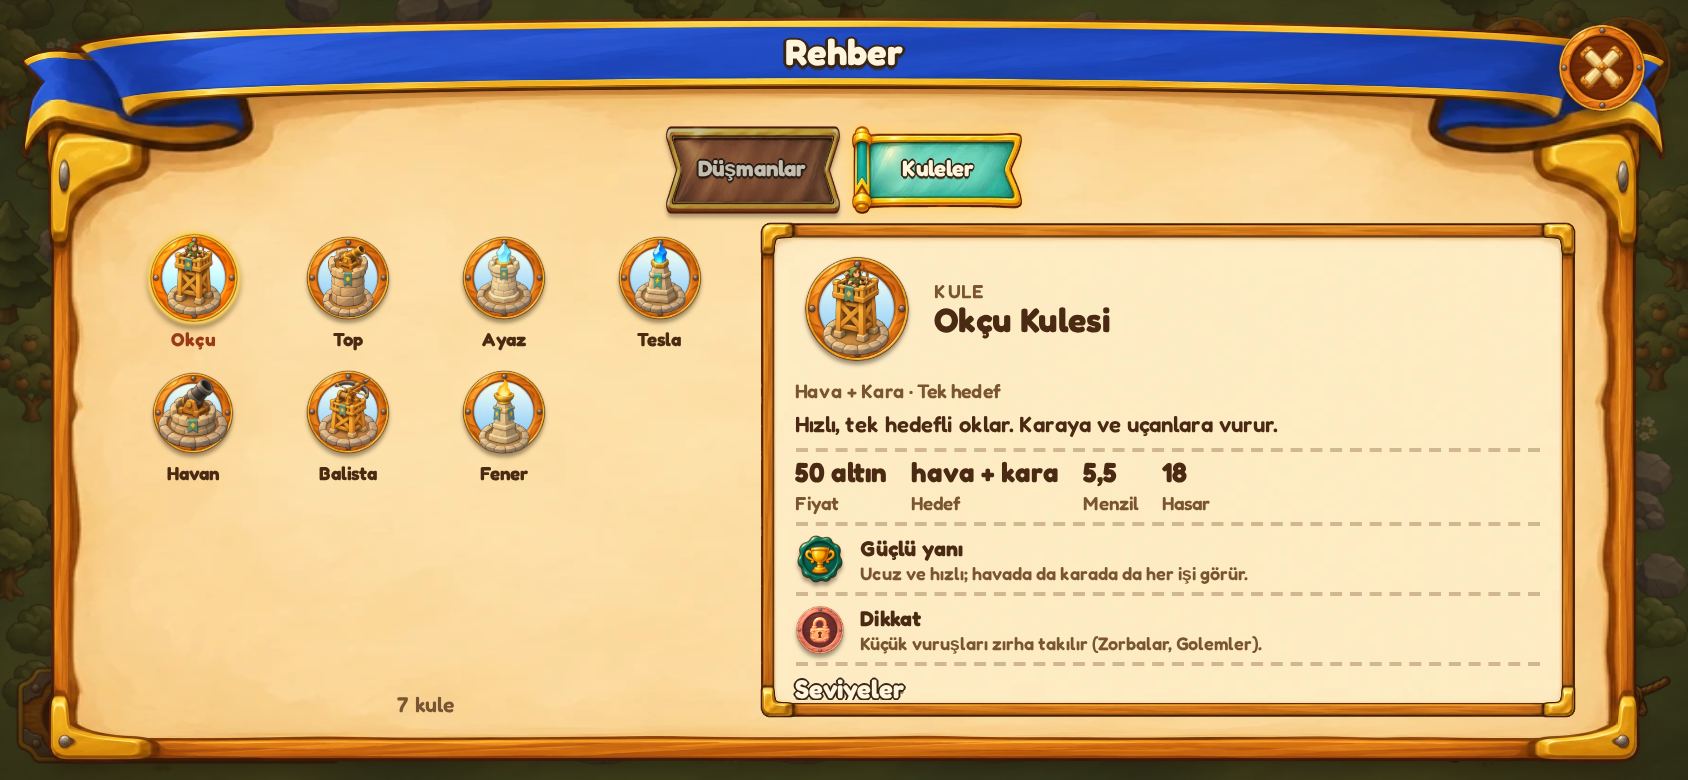 Rehber
Düşmanlar
Kuleler
Okçu
Top
Ayaz
Tesla
Havan
Balista
Fener
7 kule
KULE
Okçu Kulesi
Hava + Kara · Tek hedef
Hızlı, tek hedefli oklar. Karaya ve uçanlara vurur.
50 altın hava + kara 5,5 18
Fiyat Hedef Menzil Hasar
Güçlü yanı
Ucuz ve hızlı; havada da karada da her işi görür.
Dikkat
Küçük vuruşları zırha takılır (Zorbalar, Golemler).
Seviyeler